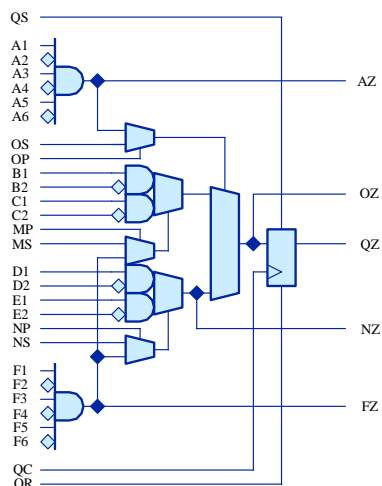 QS
A1
A2
A3
A4
A5
A6
AZ
OS
OP
B1
B2
C1
C2
OZ
MP
MS
QZ
D1
D2
E1
E2
NP
NZ
NS
F1
F2
F3
F4
FZ
F5
F6
QC
QR